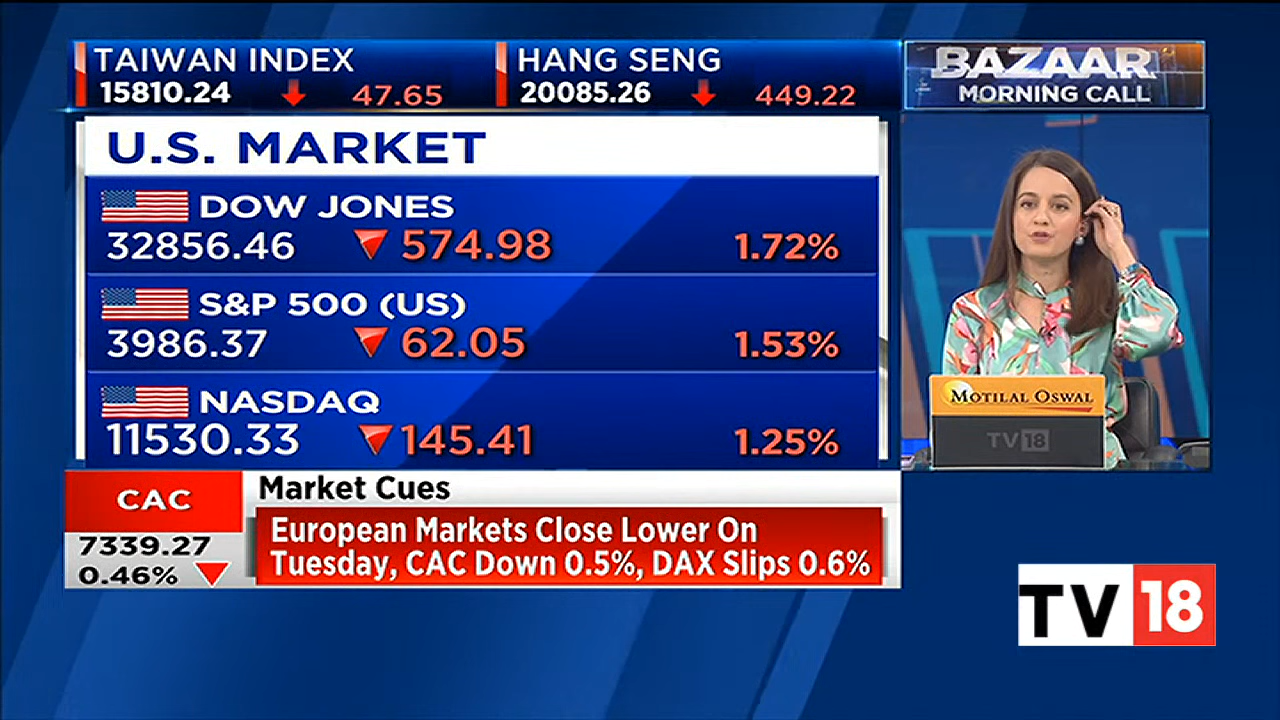 TAIWAN INDEX
15810.24 47.65
HANG SENG
20085.26 449.22
BAZAAR
MORNING CALL
U.S. MARKET
DOW JONES
32856.46 574.98 1.72%
S&P 500 (US)
3986.37 62.05 1.53%
NASDAQ
11530.33 145.41 1.25%
MOTILAL OSWAL
TV18
CAC
7339.27
0.46%
Market Cues
European Markets Close Lower On
Tuesday, CAC Down 0.5%, DAX Slips 0.6%
TV 18